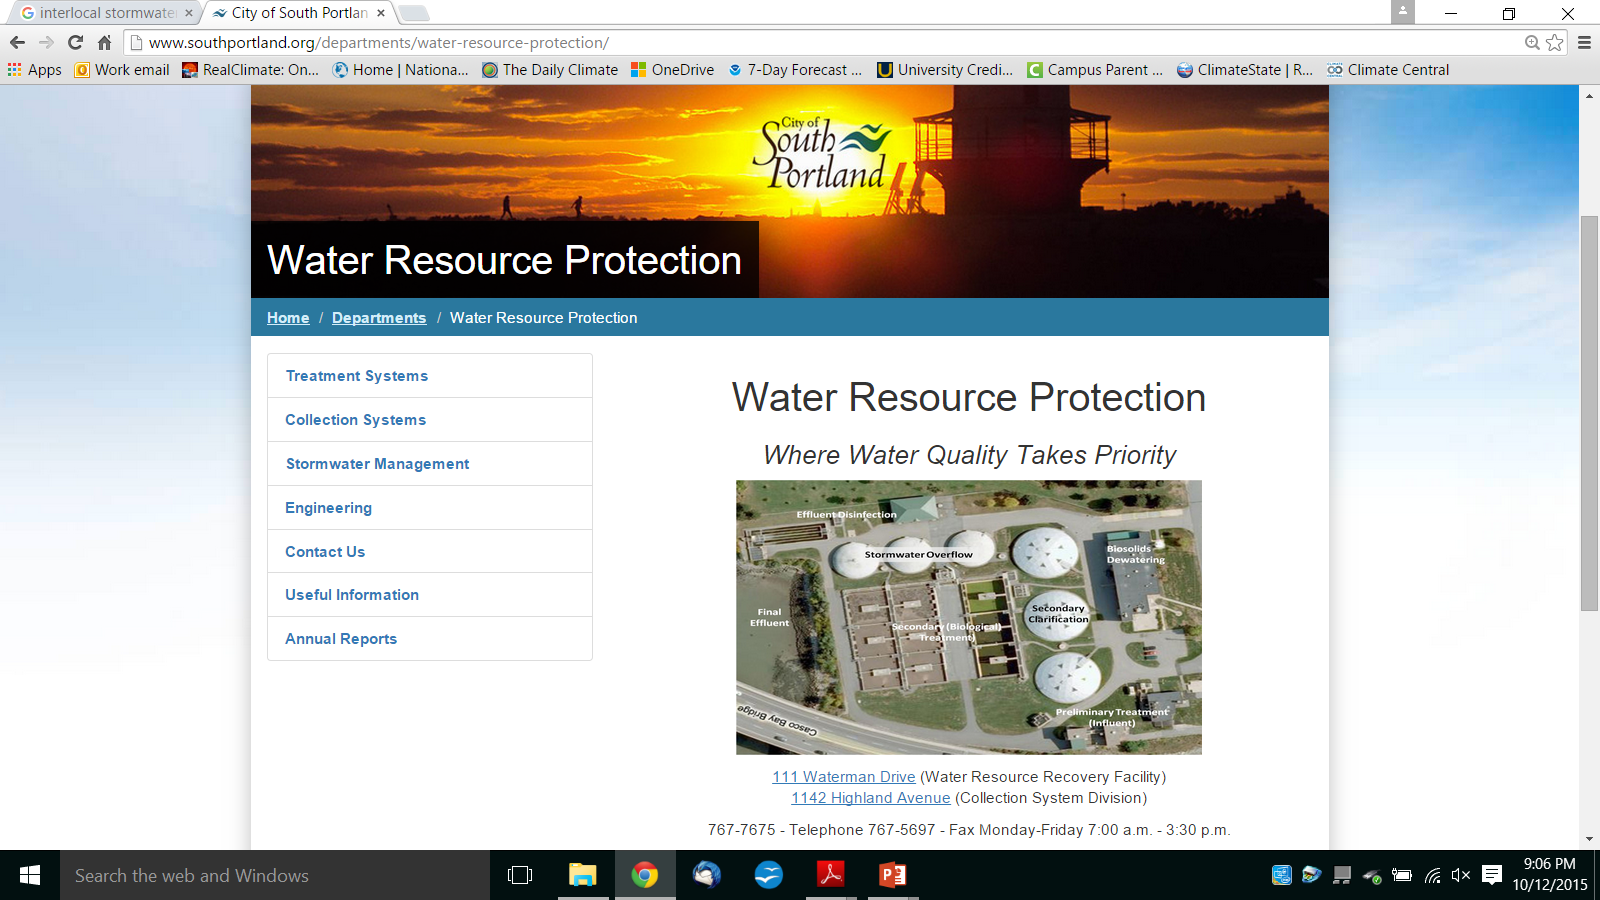 interlocal stormwate
City of South Portlan
www.southportland.org/departments/water-resource-protection/
Apps
Work email
RealClimate: On...
Home | Nationa...
The Daily Climate
OneDrive
7-Day Forecast ...
University Credi...
Campus Parent ...
ClimateState | R...
Climate Central
City of
South
Portland
Water Resource Protection
Home / Departments / Water Resource Protection
Treatment Systems
Collection Systems
Stormwater Management
Engineering
Contact Us
Useful Information
Annual Reports
Water Resource Protection
Where Water Quality Takes Priority
Effluent Disinfection
Stormwater Overflow
Biosolids
Dewatering
Final
Effluent
Secondary (Biological)
Treatment)
Secondary
Clarification
Preliminary Treatment
(Influent)
Casco Bay Bridge
111 Waterman Drive (Water Resource Recovery Facility)
1142 Highland Avenue (Collection System Division)
767-7675 - Telephone 767-5697 - Fax Monday-Friday 7:00 a.m. - 3:30 p.m.
Search the web and Windows
9:06 PM
10/12/2015